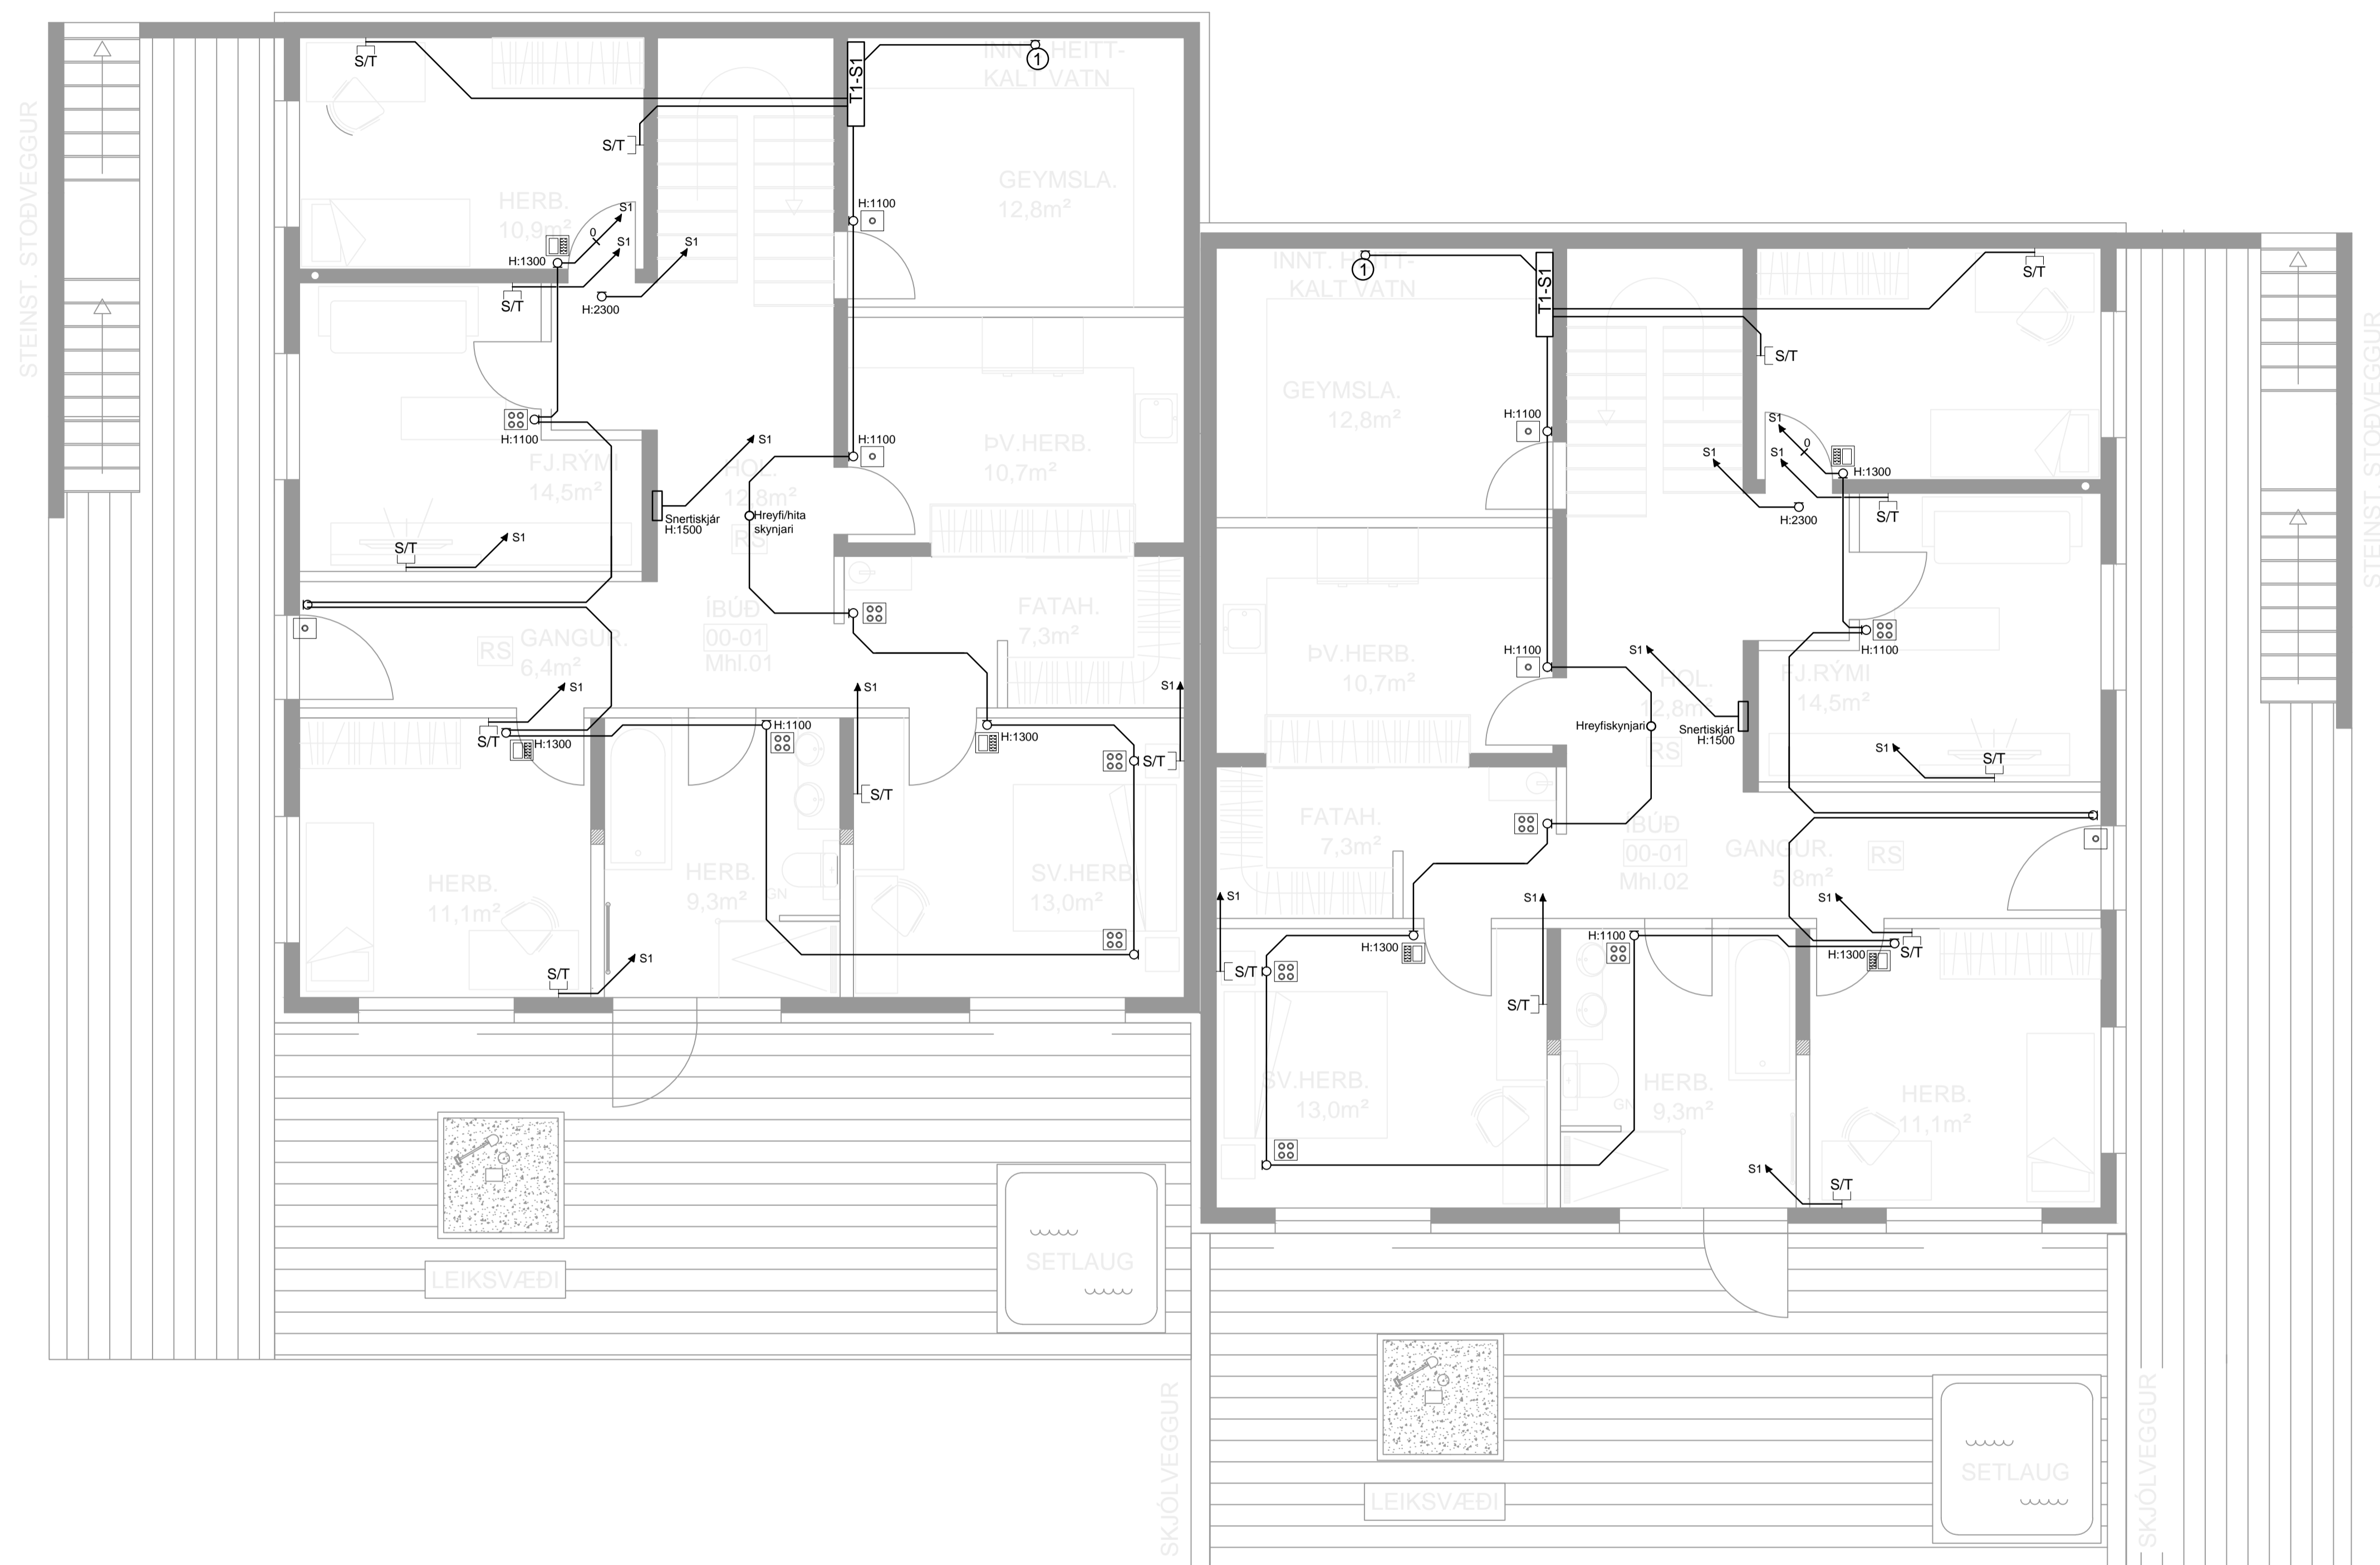 STEINST. STOÐVEGGUR
S/T
T1-S1
1
INNT. HEITT-
KALT VATN
S/T
HERB.
10,9m²
S1
0
S1
S1
H:1300
S/T
H:2300
H:1100
GEYMSLA.
12,8m²
H:1100
FJ.RÝMI
14,5m²
S/T
S1
S1
HOL.
12,8m²
RS
Snertiskjár
H:1500
Hreyfi/hita
skynjari
H:1100
ÞV.HERB.
10,7m²
ÍBÚÐ
00-01
Mhl.01
RS
GANGUR.
6,4m²
FATAH.
7,3m²
S1
S/T
H:1300
H:1100
S1
S1
H:1300
S/T
S/T
HERB.
11,1m²
HERB.
9,3m²
GN
SV.HERB.
13,0m²
S/T
S1
LEIKSVÆÐI
SETLAUG
SKJÓLVEGGUR
INNT. HEITT-
KALT VATN
1
T1-S1
S/T
S/T
GEYMSLA.
12,8m²
H:1100
S1
0
S1
S1
H:1300
H:2300
S/T
H:1100
ÞV.HERB.
10,7m²
H:1100
S1
HOL.
12,8m²
RS
Hreyfiskynjari
Snertiskjár
H:1500
FJ.RÝMI
14,5m²
S1
S/T
FATAH.
7,3m²
ÍBÚÐ
00-01
Mhl.02
GANGUR.
5,8m²
RS
S1
S1
S1
H:1300
H:1100
H:1300
S/T
S/T
S/T
SV.HERB.
13,0m²
GN
HERB.
9,3m²
HERB.
11,1m²
S1
S/T
LEIKSVÆÐI
SETLAUG
SKJÓLVEGGUR
STEINST. STOÐVEGGUR